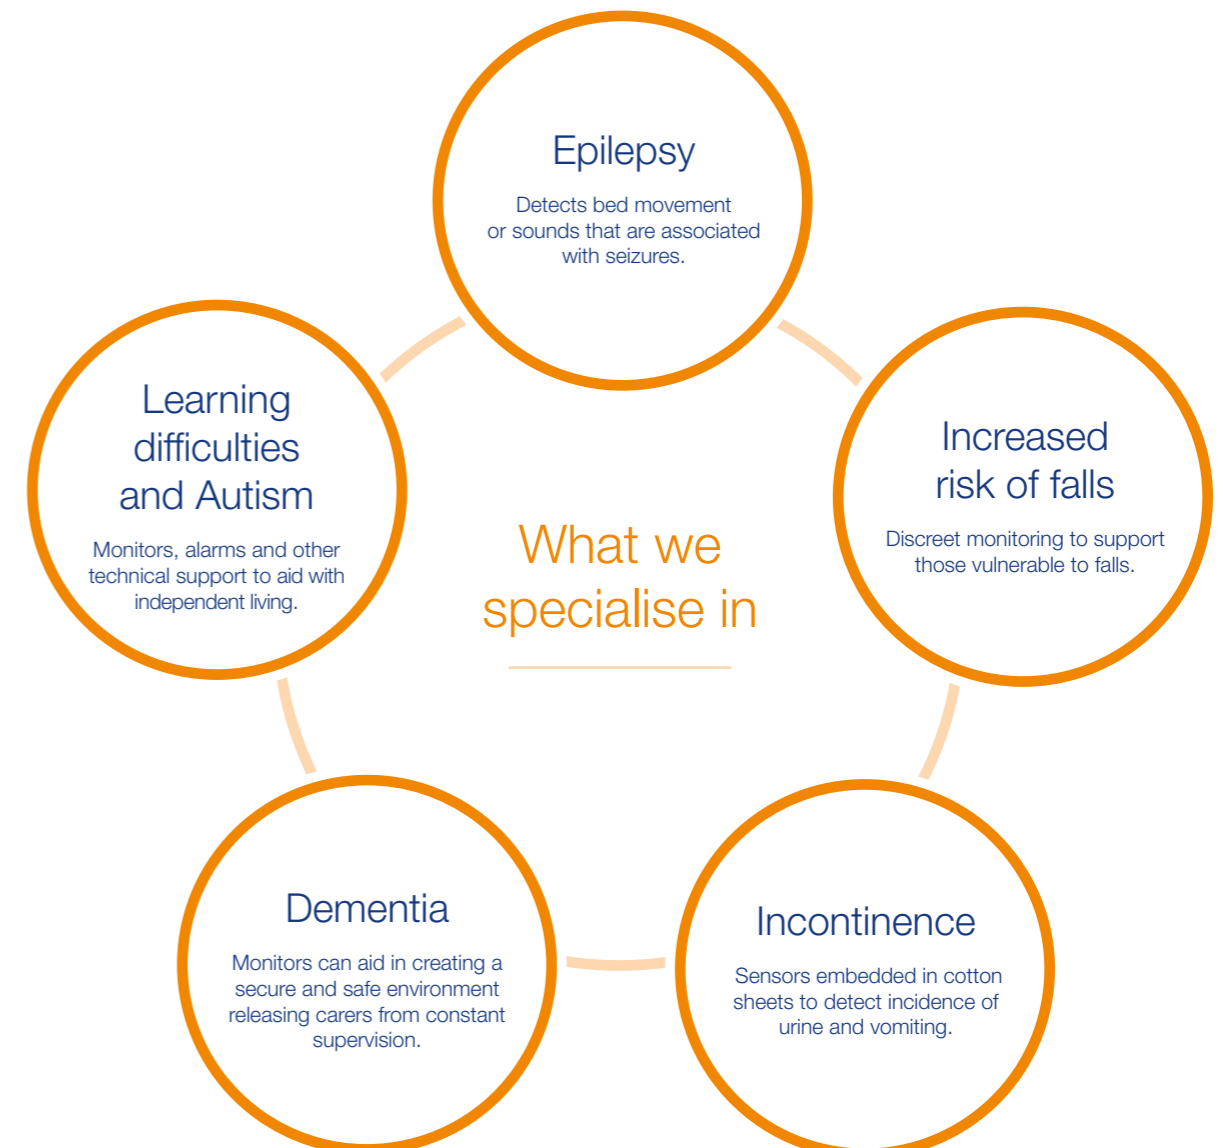 Epilepsy
Detects bed movement
or sounds that are associated
with seizures.
Learning
difficulties
and Autism
Monitors, alarms and other
technical support to aid with
independent living.
Increased
risk of falls
Discreet monitoring to support
those vulnerable to falls.
What we
specialise in
Dementia
Monitors can aid in creating a
secure and safe environment
releasing carers from constant
supervision.
Incontinence
Sensors embedded in cotton
sheets to detect incidence of
urine and vomiting.